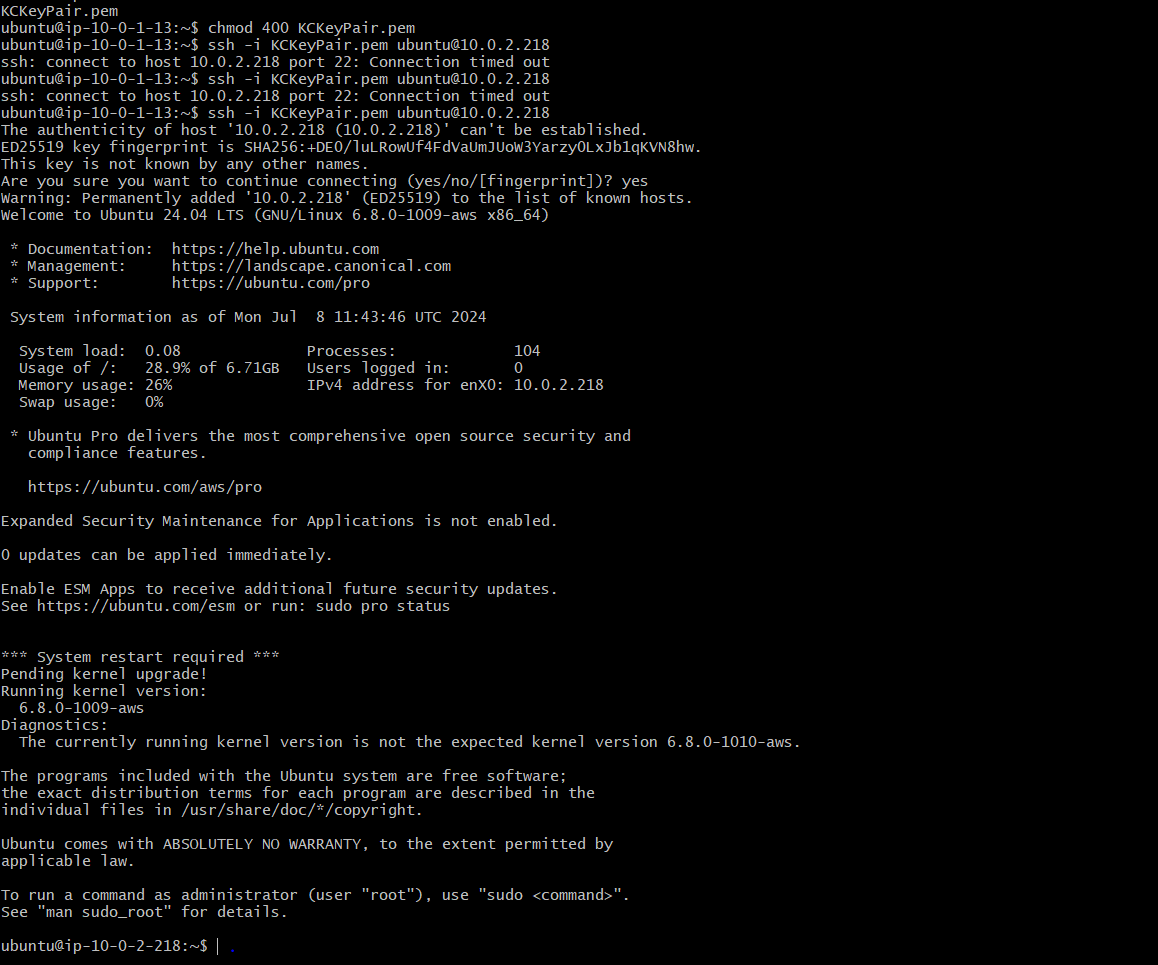 KCKeyPair.pem
ubuntu@ip-10-0-1-13:~$ chmod 400 KCKeyPair.pem
ubuntu@ip-10-0-1-13:~$ ssh -i KCKeyPair.pem ubuntu@10.0.2.218
ssh: connect to host 10.0.2.218 port 22: Connection timed out
ubuntu@ip-10-0-1-13:~$ ssh -i KCKeyPair.pem ubuntu@10.0.2.218
ssh: connect to host 10.0.2.218 port 22: Connection timed out
ubuntu@ip-10-0-1-13:~$ ssh -i KCKeyPair.pem ubuntu@10.0.2.218
The authenticity of host '10.0.2.218 (10.0.2.218)' can't be established.
ED25519 key fingerprint is SHA256:+DEO/luLRowUf4FdVaUmJUoW3YarzyOLxJb1qKVN8hw.
This key is not known by any other names.
Are you sure you want to continue connecting (yes/no/[fingerprint])? yes
Warning: Permanently added '10.0.2.218' (ED25519) to the list of known hosts.
Welcome to Ubuntu 24.04 LTS (GNU/Linux 6.8.0-1009-aws x86_64)
* Documentation: https://help.ubuntu.com
* Management: https://landscape.canonical.com
* Support: https://ubuntu.com/pro
System information as of Mon Jul 8 11:43:46 UTC 2024
System load: 0.08 Processes: 104
Usage of /: 28.9% of 6.71GB Users logged in: 0
Memory usage: 26% IPv4 address for enX0: 10.0.2.218
Swap usage: 0%
* Ubuntu Pro delivers the most comprehensive open source security and
compliance features.
https://ubuntu.com/aws/pro
Expanded Security Maintenance for Applications is not enabled.
0 updates can be applied immediately.
Enable ESM Apps to receive additional future security updates.
See https://ubuntu.com/esm or run: sudo pro status
*** System restart required ***
Pending kernel upgrade!
Running kernel version:
6.8.0-1009-aws
Diagnostics:
The currently running kernel version is not the expected kernel version 6.8.0-1010-aws.
The programs included with the Ubuntu system are free software;
the exact distribution terms for each program are described in the
individual files in /usr/share/doc/*/copyright.
Ubuntu comes with ABSOLUTELY NO WARRANTY, to the extent permitted by
applicable law.
To run a command as administrator (user "root"), use "sudo <command>".
See "man sudo_root" for details.
ubuntu@ip-10-0-2-218:~$